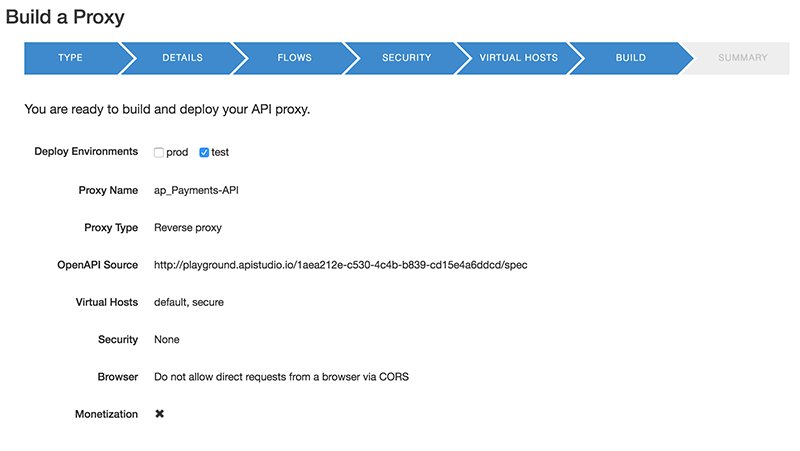 Build a Proxy
TYPE DETAILS FLOWS SECURITY VIRTUAL HOSTS BUILD SUMMARY
You are ready to build and deploy your API proxy.
Deploy Environments prod test
Proxy Name ap_Payments-API
Proxy Type Reverse proxy
OpenAPI Source http://playground.apistudio.io/1aea212e-c530-4c4b-b839-cd15e4a6ddcd/spec
Virtual Hosts default, secure
Security None
Browser Do not allow direct requests from a browser via CORS
Monetization ✖